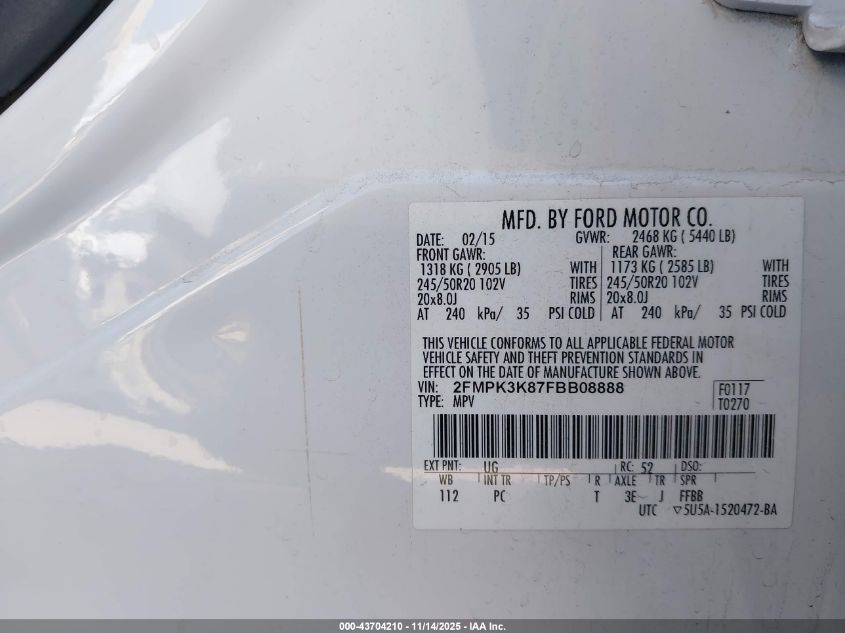 MFD. BY FORD MOTOR CO.
DATE: 02/15 GVWR: 2468 KG ( 5440 LB)
FRONT GAWR: REAR GAWR:
1318 KG ( 2905 LB) WITH 1173 KG ( 2585 LB) WITH
245/50R20 102V TIRES 245/50R20 102V TIRES
20x8.0J RIMS 20x8.0J RIMS
AT 240 kPa/ 35 PSI COLD AT 240 kPa/ 35 PSI COLD
THIS VEHICLE CONFORMS TO ALL APPLICABLE FEDERAL MOTOR
VEHICLE SAFETY AND THEFT PREVENTION STANDARDS IN
EFFECT ON THE DATE OF MANUFACTURE SHOWN ABOVE.
VIN: 2FMPK3K87FBB08888 F0117
TYPE: MPV T0270
EXT PNT: UG RC: 52 DSO:
WB INT TR TP/PS R AXLE TR SPR
112 PC T 3E J FFBB
UTC ▽5U5A-1520472-BA
000-43704210 - 11/14/2025 - IAA Inc.